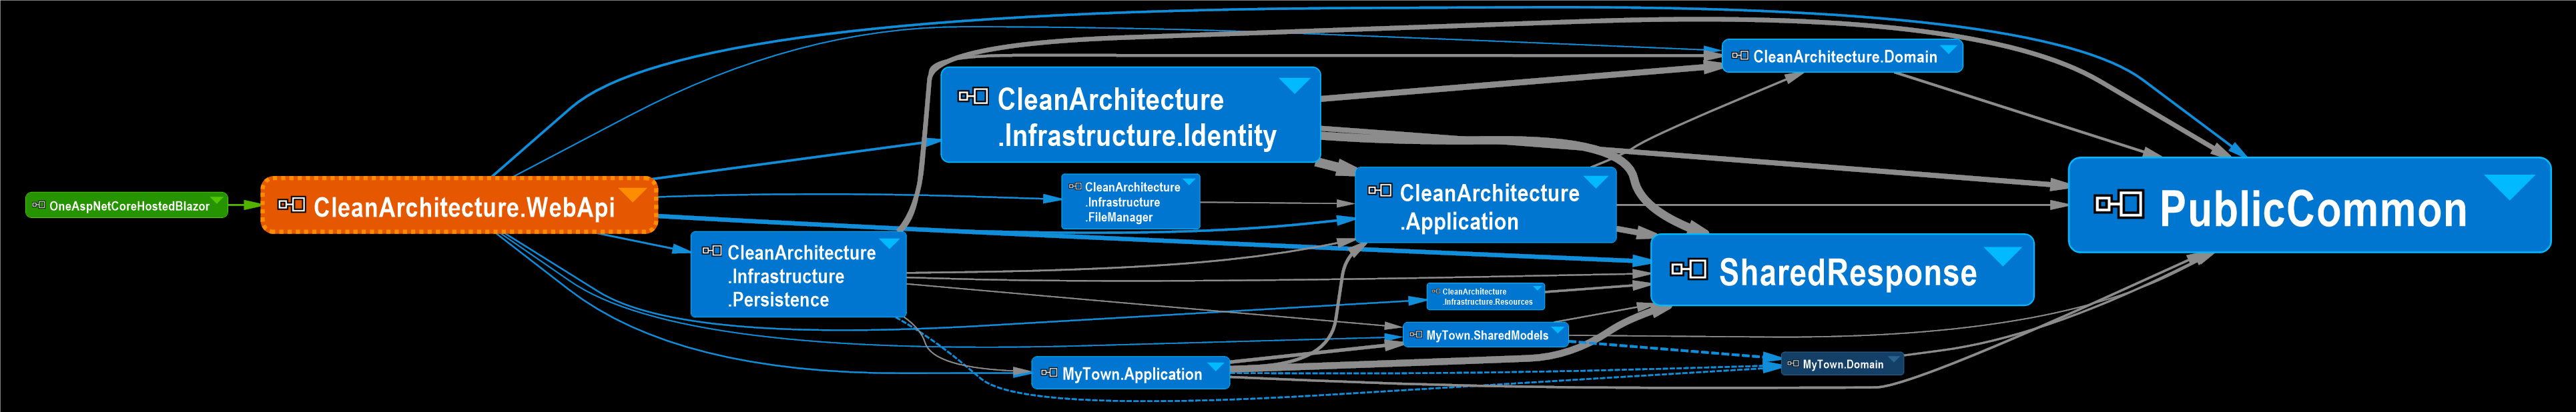 OneAspNetCoreHostedBlazor
CleanArchitecture.WebApi
CleanArchitecture
.Infrastructure.Identity
CleanArchitecture
.Infrastructure
.FileManager
CleanArchitecture
.Infrastructure
.Persistence
MyTown.Application
CleanArchitecture
.Application
CleanArchitecture
.Infrastructure.Resources
MyTown.SharedModels
CleanArchitecture.Domain
SharedResponse
MyTown.Domain
PublicCommon